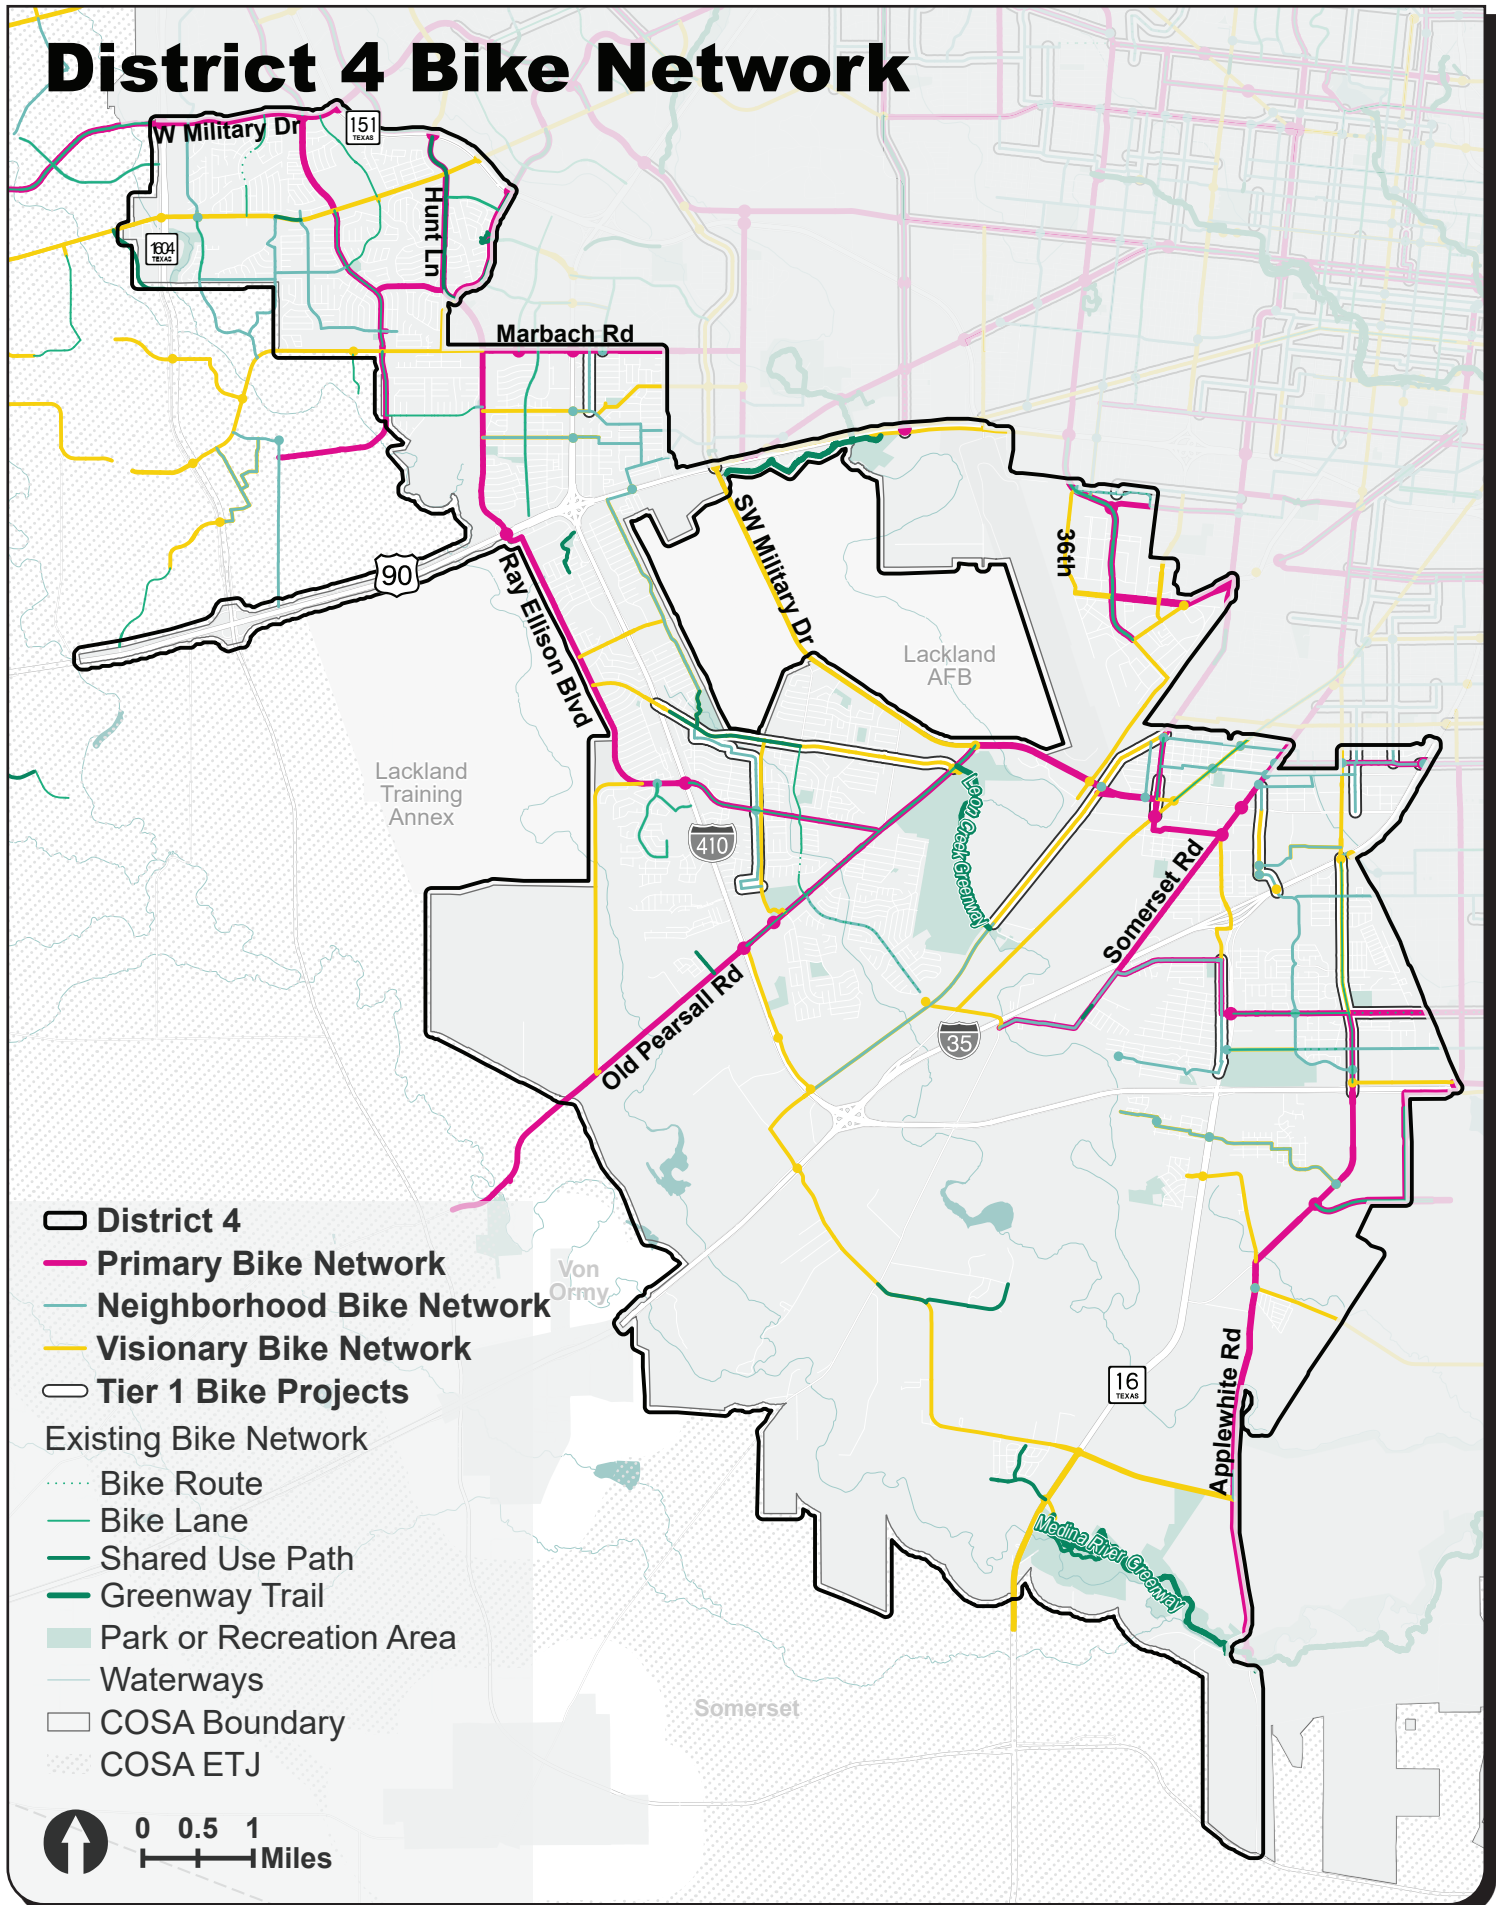 District 4 Bike Network
W Military Dr
151
TEXAS
Hunt Ln
1604
TEXAS
Marbach Rd
SW Military Dr
36th
90
Ray Ellison Blvd
Lackland
AFB
Lackland
Training
Annex
Leon Creek Greenway
410
Somerset Rd
Old Pearsall Rd
35
District 4
Primary Bike Network
Neighborhood Bike Network
Visionary Bike Network
Tier 1 Bike Projects
Existing Bike Network
Bike Route
Bike Lane
Shared Use Path
Greenway Trail
Park or Recreation Area
Waterways
COSA Boundary
COSA ETJ
Von
Ormy
16
TEXAS
Applewhite Rd
Medina River Greenway
Somerset
0 0.5 1
Miles